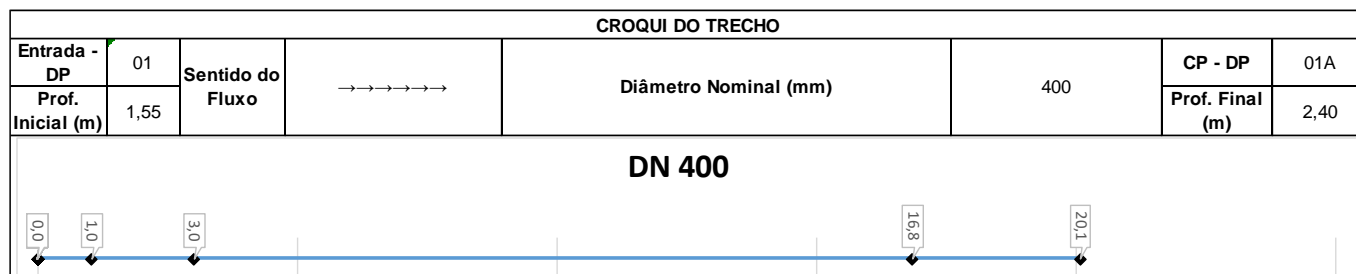 CROQUI DO TRECHO
Entrada -
DP
01
Sentido do
Fluxo
→→→→→→
Diâmetro Nominal (mm)
400
CP - DP
01A
Prof.
Inicial (m)
1,55
Prof. Final
(m)
2,40
DN 400
0,0
1,0
3,0
16,8
20,1